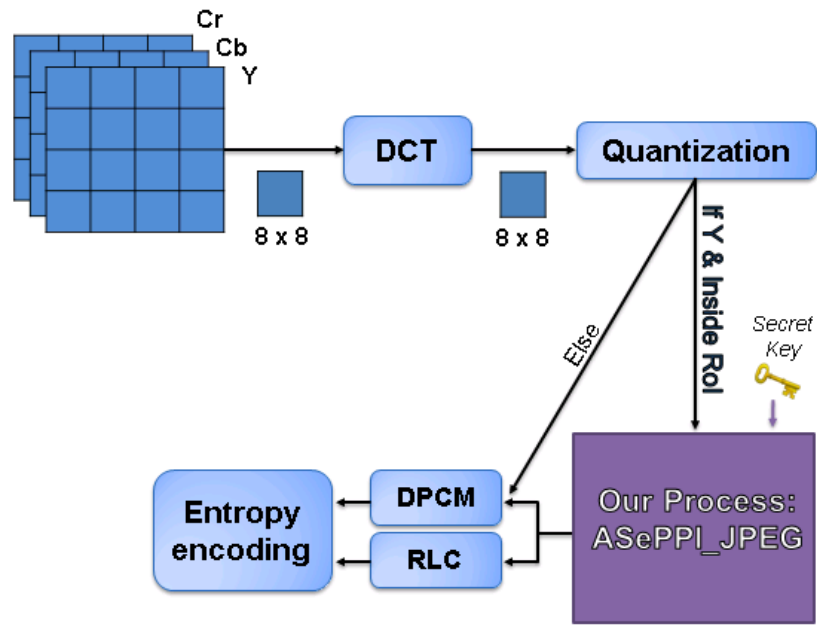 Cr
Cb
Y
DCT
Quantization
8 x 8
8 x 8
If Y & Inside RoI
Else
Secret
Key
Our Process:
ASePPI_JPEG
DPCM
RLC
Entropy
encoding